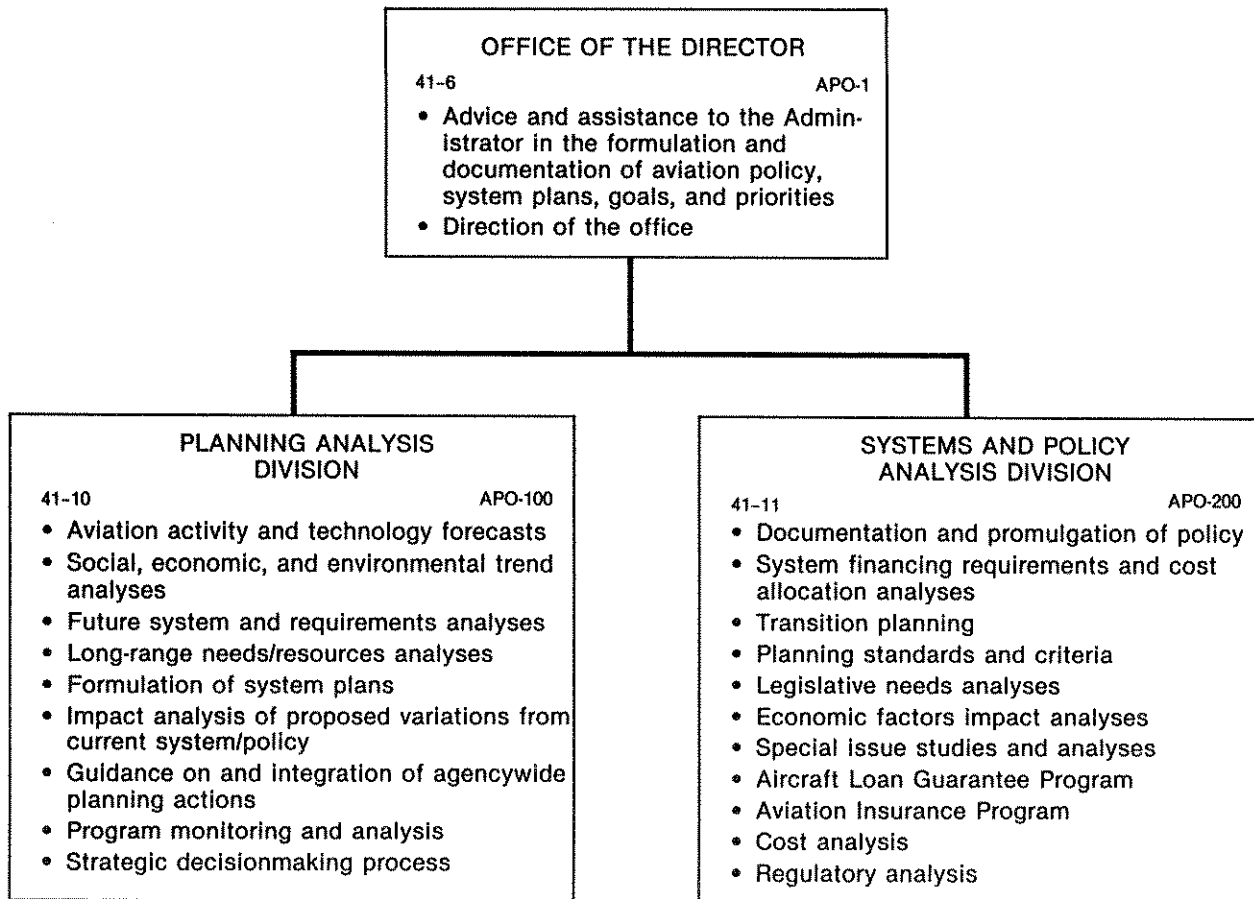 OFFICE OF THE DIRECTOR
41-6 APO-1
• Advice and assistance to the Admin-
istrator in the formulation and
documentation of aviation policy,
system plans, goals, and priorities
• Direction of the office
PLANNING ANALYSIS
DIVISION
41-10 APO-100
• Aviation activity and technology forecasts
• Social, economic, and environmental trend
analyses
• Future system and requirements analyses
• Long-range needs/resources analyses
• Formulation of system plans
• Impact analysis of proposed variations from
current system/policy
• Guidance on and integration of agencywide
planning actions
• Program monitoring and analysis
• Strategic decisionmaking process
SYSTEMS AND POLICY
ANALYSIS DIVISION
41-11 APO-200
• Documentation and promulgation of policy
• System financing requirements and cost
allocation analyses
• Transition planning
• Planning standards and criteria
• Legislative needs analyses
• Economic factors impact analyses
• Special issue studies and analyses
• Aircraft Loan Guarantee Program
• Aviation Insurance Program
• Cost analysis
• Regulatory analysis